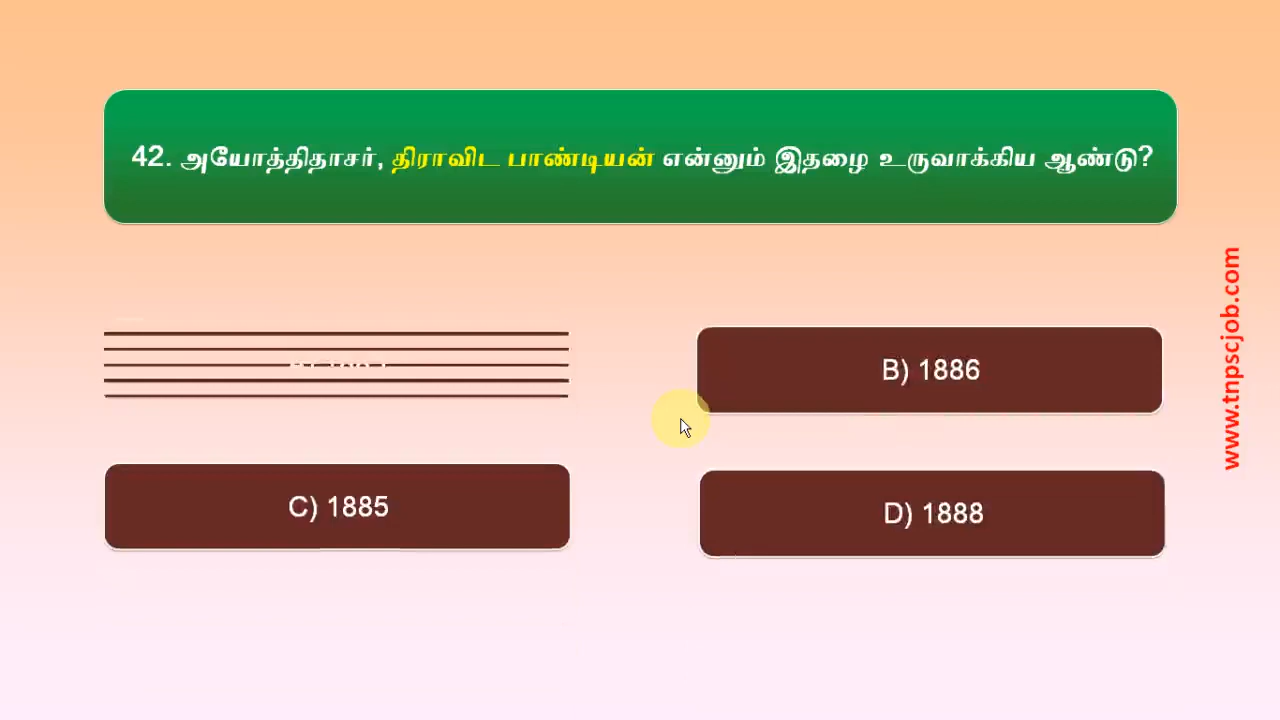 42. அயோத்திதாசர், திராவிட பாண்டியன் என்னும் இதழை உருவாக்கிய ஆண்டு?
B) 1886
C) 1885
D) 1888
www.tnpscjob.com